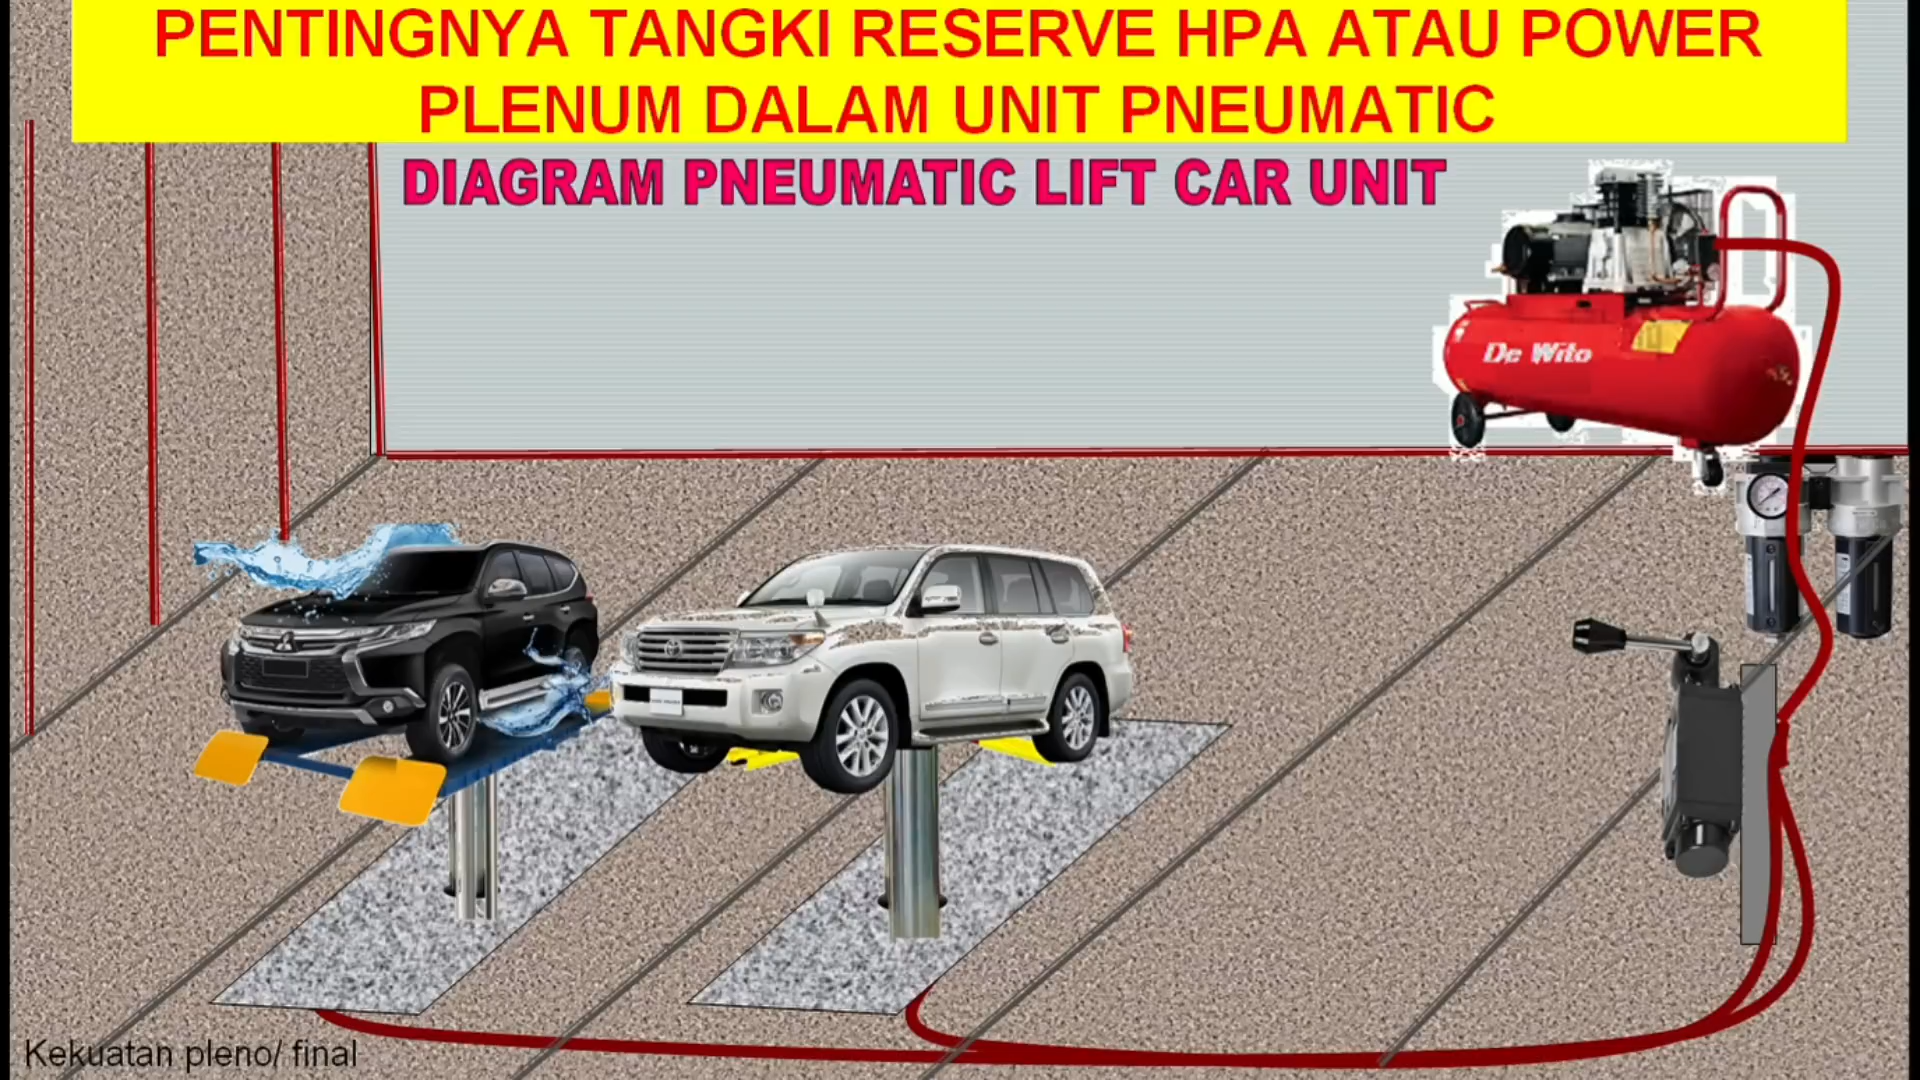 PENTINGNYA TANGKI RESERVE HPA ATAU POWER
PLENUM DALAM UNIT PNEUMATIC
DIAGRAM PNEUMATIC LIFT CAR UNIT
De Wito
Kekuatan pleno/ final